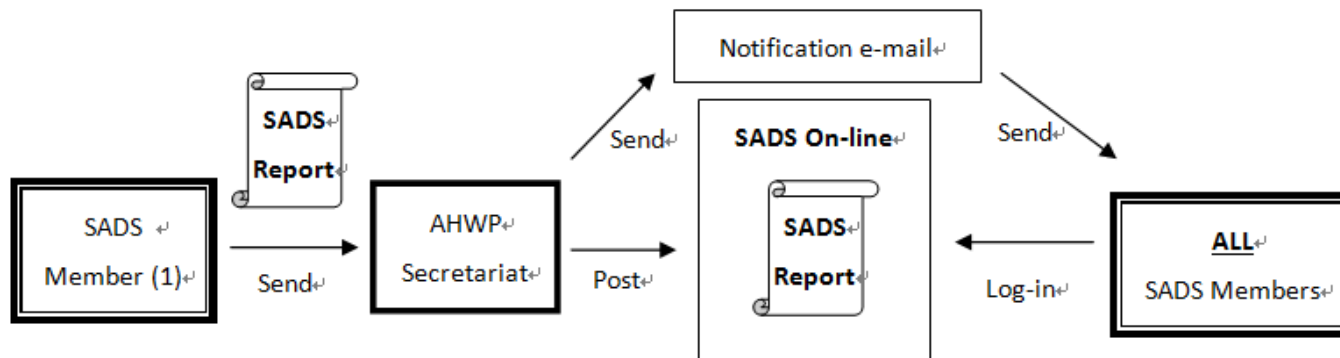 Notification e-mail
SADS
Report
Send
SADS On-line
Send
SADS
Member (1)
Send
AHWP
Secretariat
Post
SADS
Report
Log-in
ALL
SADS Members